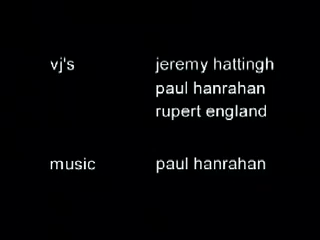 vj's jeremy hattingh
paul hanrahan
rupert england
music paul hanrahan